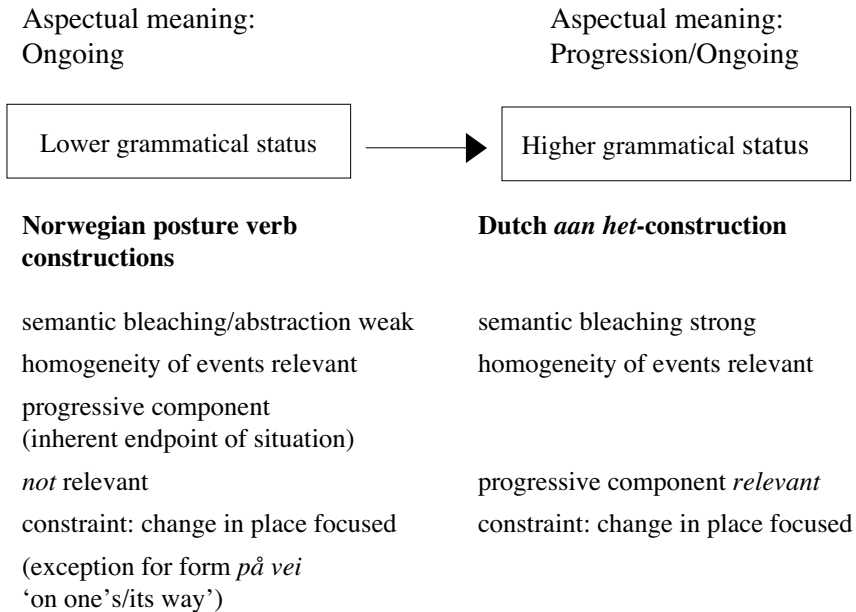 Aspectual meaning:
Ongoing
Aspectual meaning:
Progression/Ongoing
Lower grammatical status
Higher grammatical status
Norwegian posture verb
constructions
semantic bleaching/abstraction weak
homogeneity of events relevant
progressive component
(inherent endpoint of situation)
not relevant
constraint: change in place focused
(exception for form på vei
‘on one’s/its way’)
Dutch aan het-construction
semantic bleaching strong
homogeneity of events relevant
progressive component relevant
constraint: change in place focused